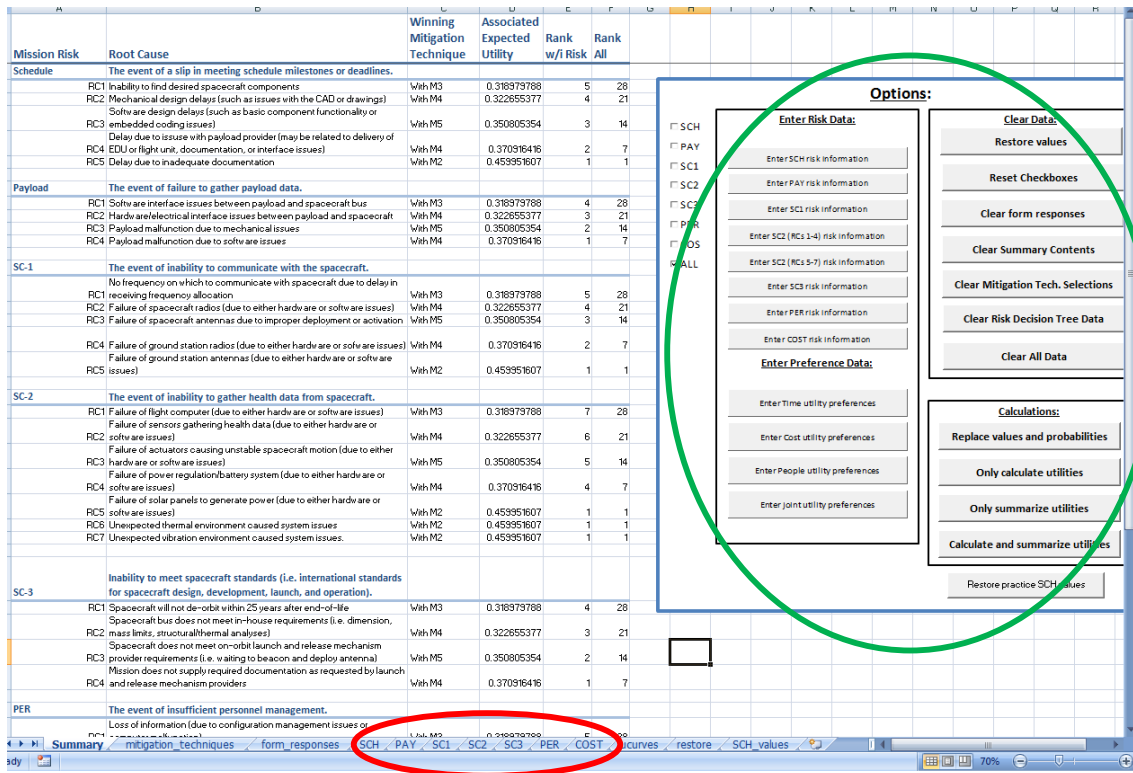 A B C D E F G H I J K L M N O P Q R
Winning
Mitigation
Technique
Associated
Expected
Utility
Rank
w/i Risk
Rank
All
Mission Risk Root Cause
Schedule The event of a slip in meeting schedule milestones or deadlines.
RC1 Inability to find desired spacecraft components With M3 0.318979788 5 28
RC2 Mechanical design delays (such as issues with the CAD or drawings) With M4 0.322655377 4 21
Software design delays (such as basic component functionality or
RC3 embedded coding issues) With M5 0.350805354 3 14
Delay due to issuse with payload provider (may be related to delivery of
RC4 EDU or flight unit, documentation, or interface issues) With M4 0.370916416 2 7
RC5 Delay due to inadequate documentation With M2 0.459951607 1 1
Payload The event of failure to gather payload data.
RC1 Software interface issues between payload and spacecraft bus With M3 0.318979788 4 28
RC2 Hardware/electrical interface issues between payload and spacecraft With M4 0.322655377 3 21
RC3 Payload malfunction due to mechanical issues With M5 0.350805354 2 14
RC4 Payload malfunction due to software issues With M4 0.370916416 1 7
SC-1 The event of inability to communicate with the spacecraft.
No frequency on which to communicate with spacecraft due to delay in
RC1 receiving frequency allocation With M3 0.318979788 5 28
RC2 Failure of spacecraft radios (due to either hardware or software issues) With M4 0.322655377 4 21
RC3 Failure of spacecraft antennas due to improper deployment or activation With M5 0.350805354 3 14
RC4 Failure of ground station radios (due to either hardware or sofware issues) With M4 0.370916416 2 7
Failure of ground station antennas (due to either hardware or software
RC5 issues) With M2 0.459951607 1 1
SC-2 The event of inability to gather health data from spacecraft.
RC1 Failure of flight computer (due to either hardware or software issues) With M3 0.318979788 7 28
Failure of sensors gathering health data (due to either hardware or
RC2 software issues) With M4 0.322655377 6 21
Failure of actuators causing unstable spacecraft motion (due to either
RC3 hardware or software issues) With M5 0.350805354 5 14
Failure of power regulation/battery system (due to either hardware or
RC4 software issues) With M4 0.370916416 4 7
Failure of solar panels to generate power (due to either hardware or
RC5 software issues) With M2 0.459951607 1 1
RC6 Unexpected thermal environment caused system issues With M2 0.459951607 1 1
RC7 Unexpected vibration environment caused system issues. With M2 0.459951607 1 1
Inability to meet spacecraft standards (i.e. international standards
SC-3 for spacecraft design, development, launch, and operation).
RC1 Spacecraft will not de-orbit within 25 years after end-of-life With M3 0.318979788 4 28
Spacecraft bus does not meet in-house requirements (i.e. dimension,
RC2 mass limits, structural/thermal analyses) With M4 0.322655377 3 21
Spacecraft does not meet on-orbit launch and release mechanism
RC3 provider requirements (i.e. waiting to beacon and deploy antenna) With M5 0.350805354 2 14
Mission does not supply required documentation as requested by launch
RC4 and release mechanism providers With M4 0.370916416 1 7
PER The event of insufficient personnel management.
Loss of information (due to configuration management issues or
Options:
SCH
PAY
SC1
SC2
SC3
PER
COS
ALL
Enter Risk Data:
Enter SCH risk information
Enter PAY risk information
Enter SC1 risk information
Enter SC2 (RCs 1-4) risk information
Enter SC2 (RCs 5-7) risk information
Enter SC3 risk information
Enter PER risk information
Enter COST risk information
Enter Preference Data:
Enter Time utility preferences
Enter Cost utility preferences
Enter People utility preferences
Enter joint utility preferences
Clear Data:
Restore values
Reset Checkboxes
Clear form responses
Clear Summary Contents
Clear Mitigation Tech. Selections
Clear Risk Decision Tree Data
Clear All Data
Calculations:
Replace values and probabilities
Only calculate utilities
Only summarize utilities
Calculate and summarize utilities
Restore practice SCH values
Summary mitigation_techniques form_responses SCH PAY SC1 SC2 SC3 PER COST ucurves restore SCH_values
ady 70%